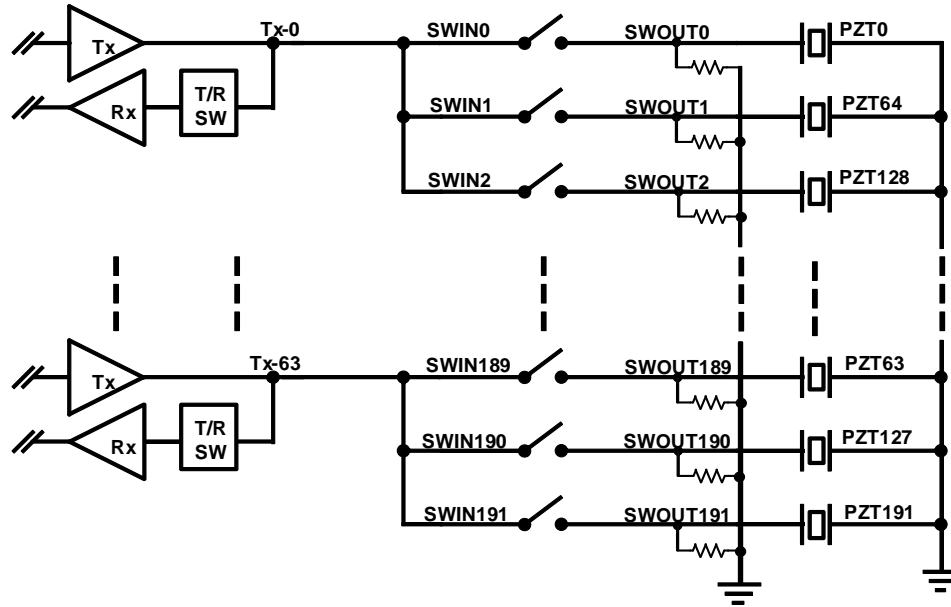 Tx
Tx-0
SWIN0
SWOUT0
PZT0
Rx
T/R
SW
SWIN1
SWOUT1
PZT64
SWIN2
SWOUT2
PZT128
Tx
Tx-63
SWIN189
SWOUT189
PZT63
Rx
T/R
SW
SWIN190
SWOUT190
PZT127
SWIN191
SWOUT191
PZT191